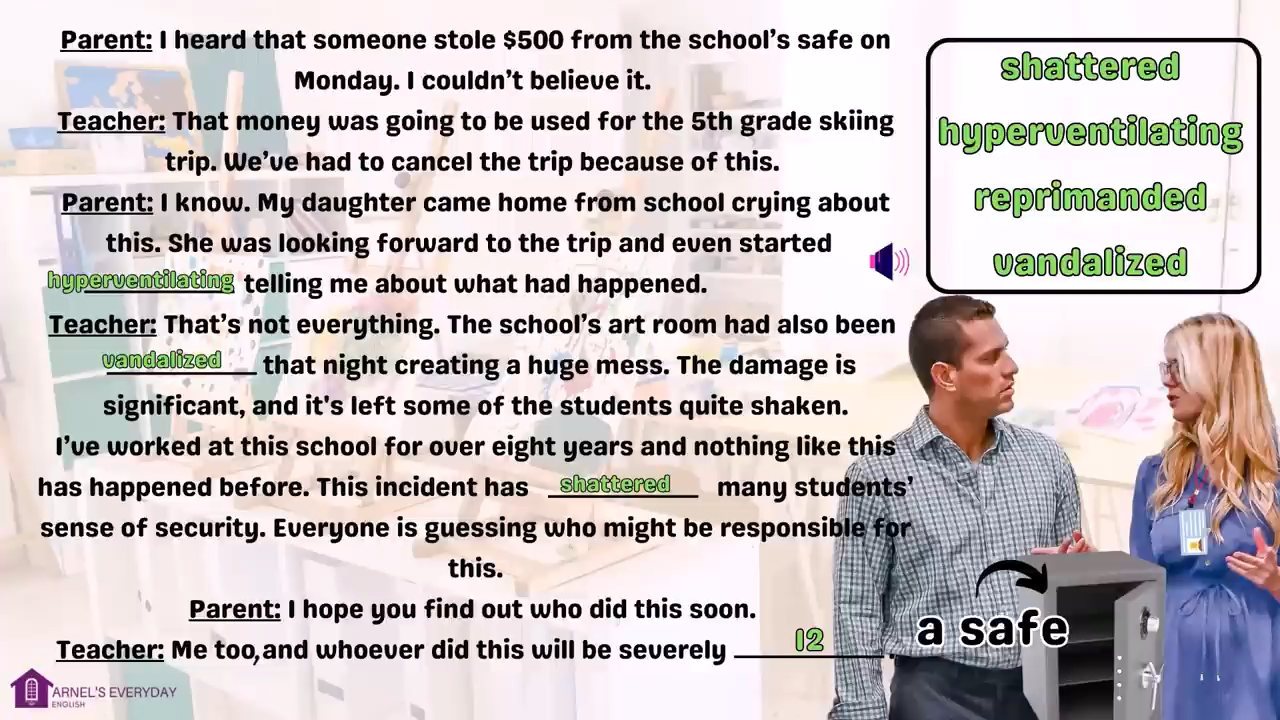 Parent: I heard that someone stole $500 from the school's safe on
Monday. I couldn't believe it.
Teacher: That money was going to be used for the 5th grade skiing
trip. We've had to cancel the trip because of this.
Parent: I know. My daughter came home from school crying about
this. She was looking forward to the trip and even started
hyperventilating telling me about what had happened.
Teacher: That's not everything. The school's art room had also been
vandalized that night creating a huge mess. The damage is
significant, and it's left some of the students quite shaken.
I've worked at this school for over eight years and nothing like this
has happened before. This incident has shattered many students'
sense of security. Everyone is guessing who might be responsible for
this.
Parent: I hope you find out who did this soon.
Teacher: Me too, and whoever did this will be severely 12.
shattered
hyperventilating
reprimanded
vandalized
a safe
ARNEL'S EVERYDAY
ENGLISH